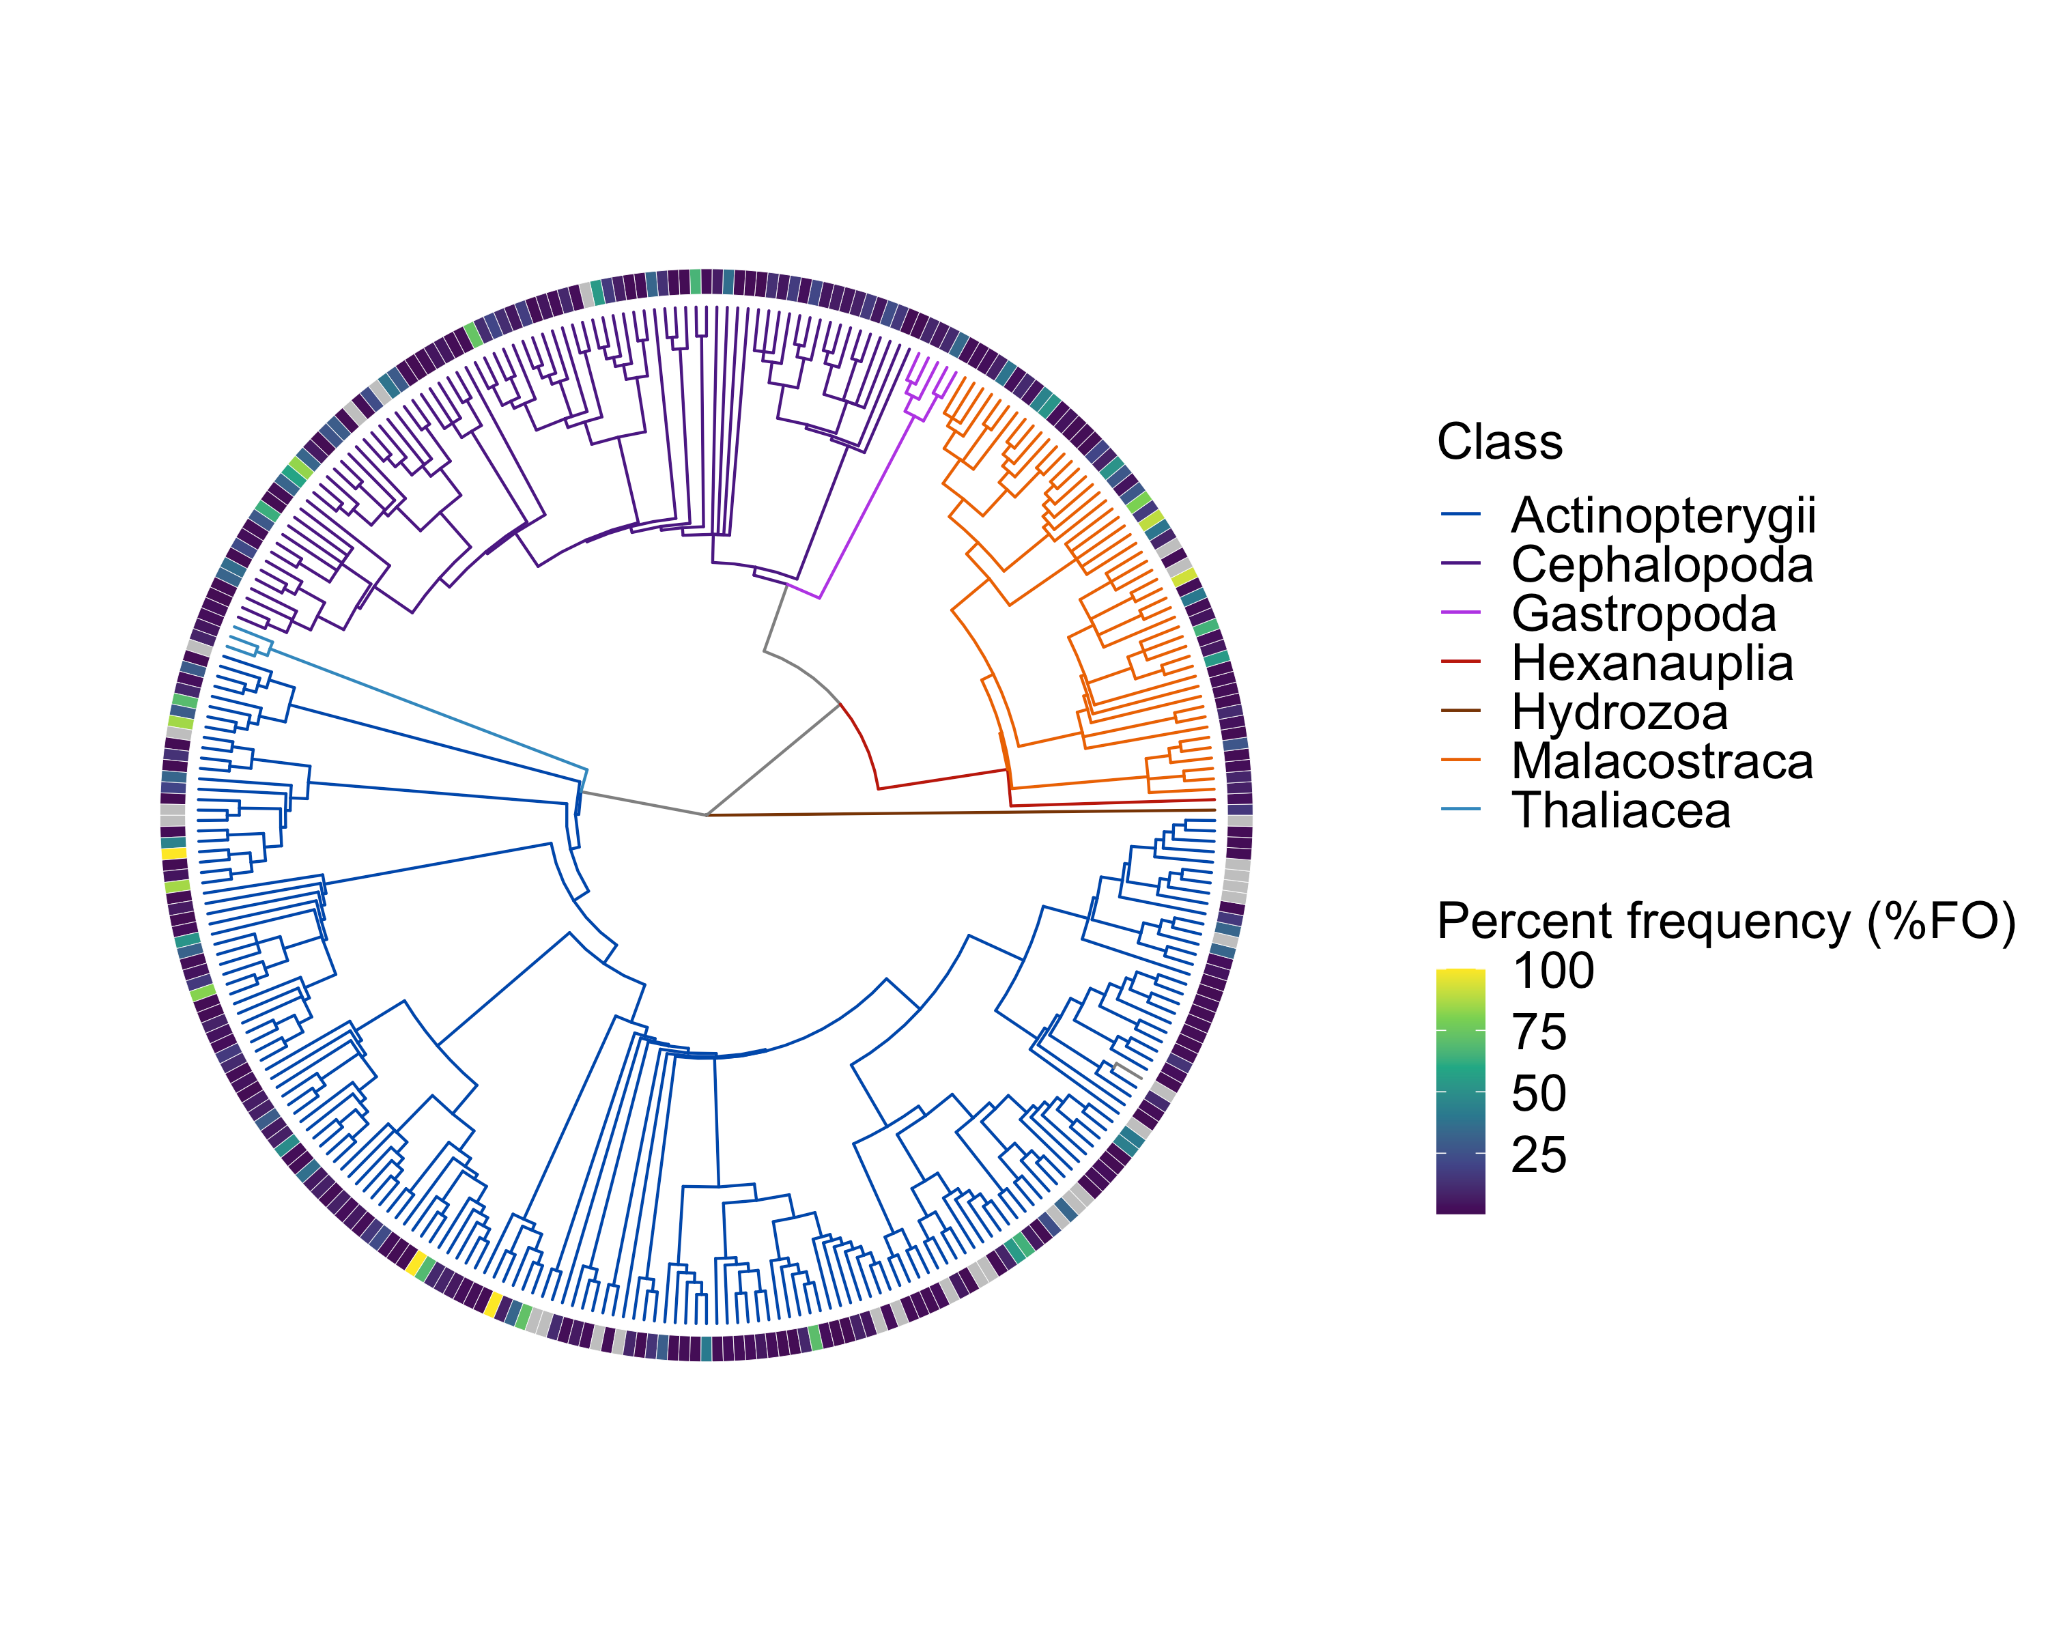 Class
Actinopterygii
Cephalopoda
Gastropoda
Hexanauplia
Hydrozoa
Malacostraca
Thaliacea
Percent frequency (%FO)
100
75
50
25